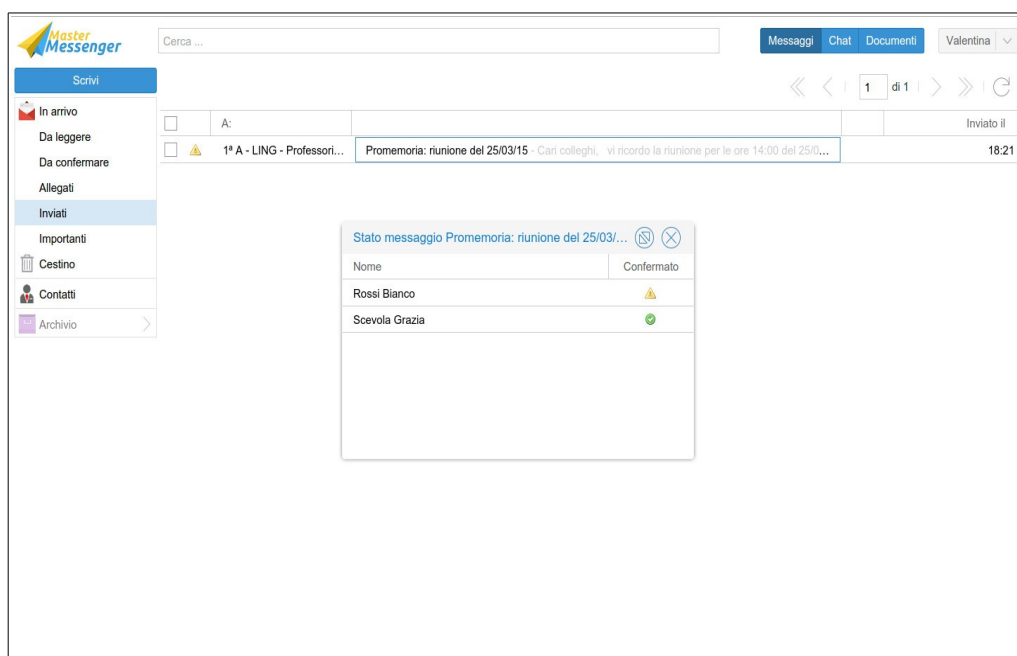 Master
Messenger
Cerca ...
Messaggi Chat Documenti Valentina
Scrivi
1 di 1
In arrivo
Da leggere
Da confermare
Allegati
Inviati
Importanti
Cestino
Contatti
Archivio
A: Inviato il
1ª A - LING - Professori... Promemoria: riunione del 25/03/15 - Cari colleghi, vi ricordo la riunione per le ore 14:00 del 25/0... 18:21
Stato messaggio Promemoria: riunione del 25/03/...
Nome Confermato
Rossi Bianco
Scevola Grazia